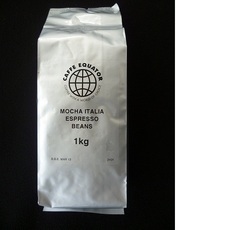 CAFFE EQUATOR
MOCHA ITALIA
ESPRESSO
BEANS
1kg